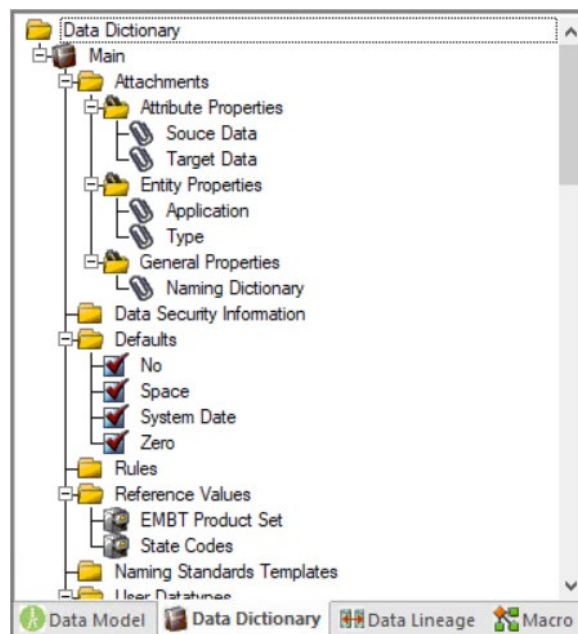 Data Dictionary
Main
Attachments
Attribute Properties
Souce Data
Target Data
Entity Properties
Application
Type
General Properties
Naming Dictionary
Data Security Information
Defaults
No
Space
System Date
Zero
Rules
Reference Values
EMBT Product Set
State Codes
Naming Standards Templates
User Datatypes
Data Model Data Dictionary Data Lineage Macro